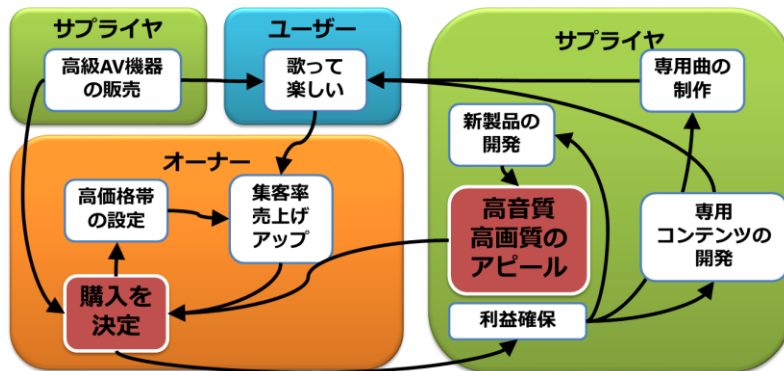 サプライヤ
高級AV機器
の販売
ユーザー
歌って
楽しい
サプライヤ
専用曲の
制作
新製品の
開発
高音質
高画質の
アピール
専用
コンテンツの
開発
利益確保
オーナー
高価格帯
の設定
集客率
売上げ
アップ
購入を
決定